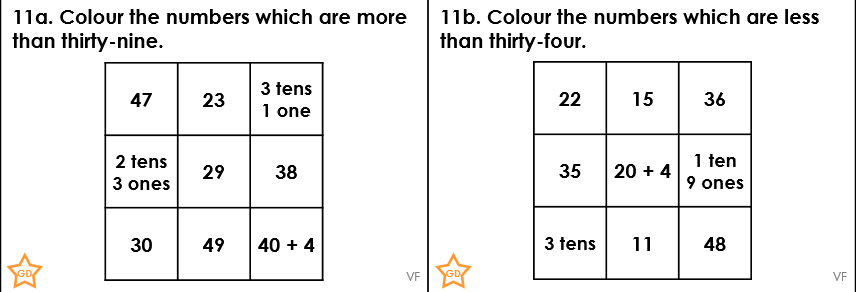 11a. Colour the numbers which are more
than thirty-nine.
47
23
3 tens
1 one
2 tens
3 ones
29
38
30
49
40 + 4
GD
VF
11b. Colour the numbers which are less
than thirty-four.
22
15
36
35
20 + 4
1 ten
9 ones
3 tens
11
48
GD
VF